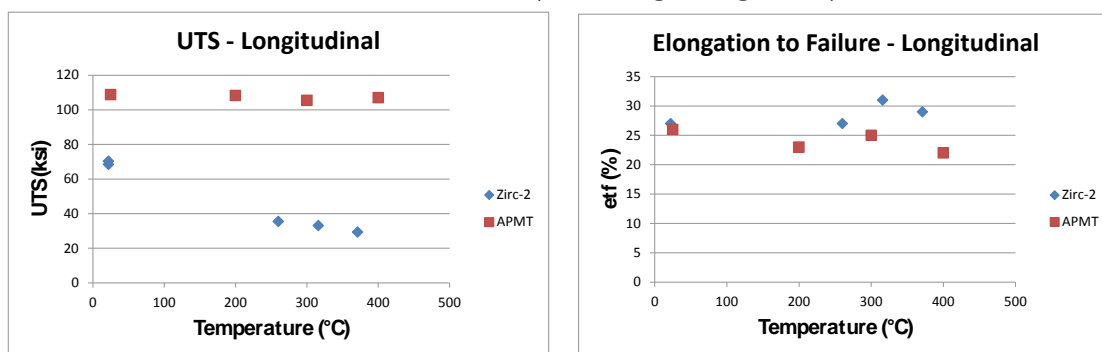 UTS - Longitudinal
120
100
80
60
40
20
0
UTS(ksi)
0 100 200 300 400 500
Temperature (°C)
Zirc-2
APMT
Elongation to Failure - Longitudinal
35
30
25
20
15
10
5
0
etf (%)
0 100 200 300 400 500
Temperature (°C)
Zirc-2
APMT